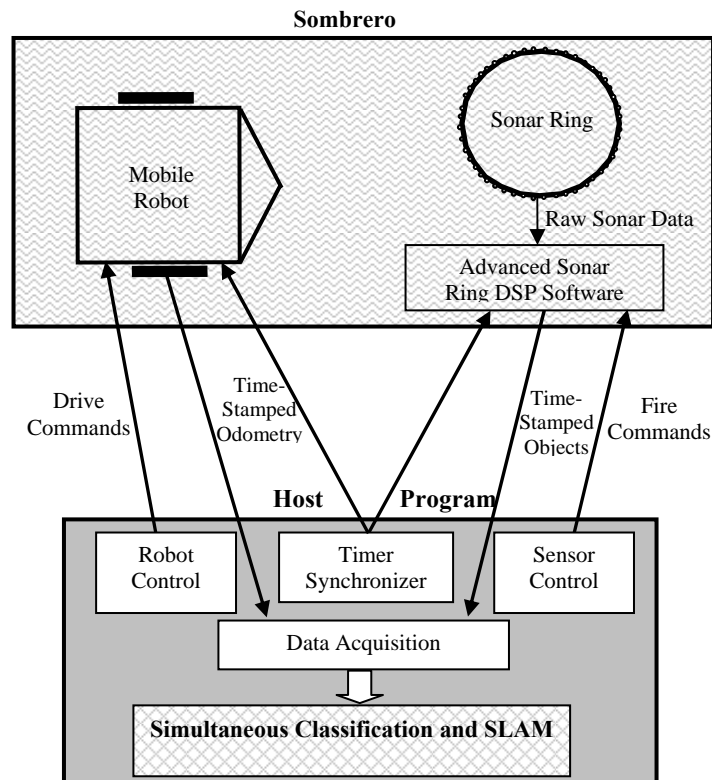 Sombrero
Mobile
Robot
Sonar Ring
Raw Sonar Data
Advanced Sonar
Ring DSP Software
Drive
Commands
Time-
Stamped
Odometry
Time-
Stamped
Objects
Fire
Commands
Host Program
Robot
Control
Timer
Synchronizer
Sensor
Control
Data Acquisition
Simultaneous Classification and SLAM